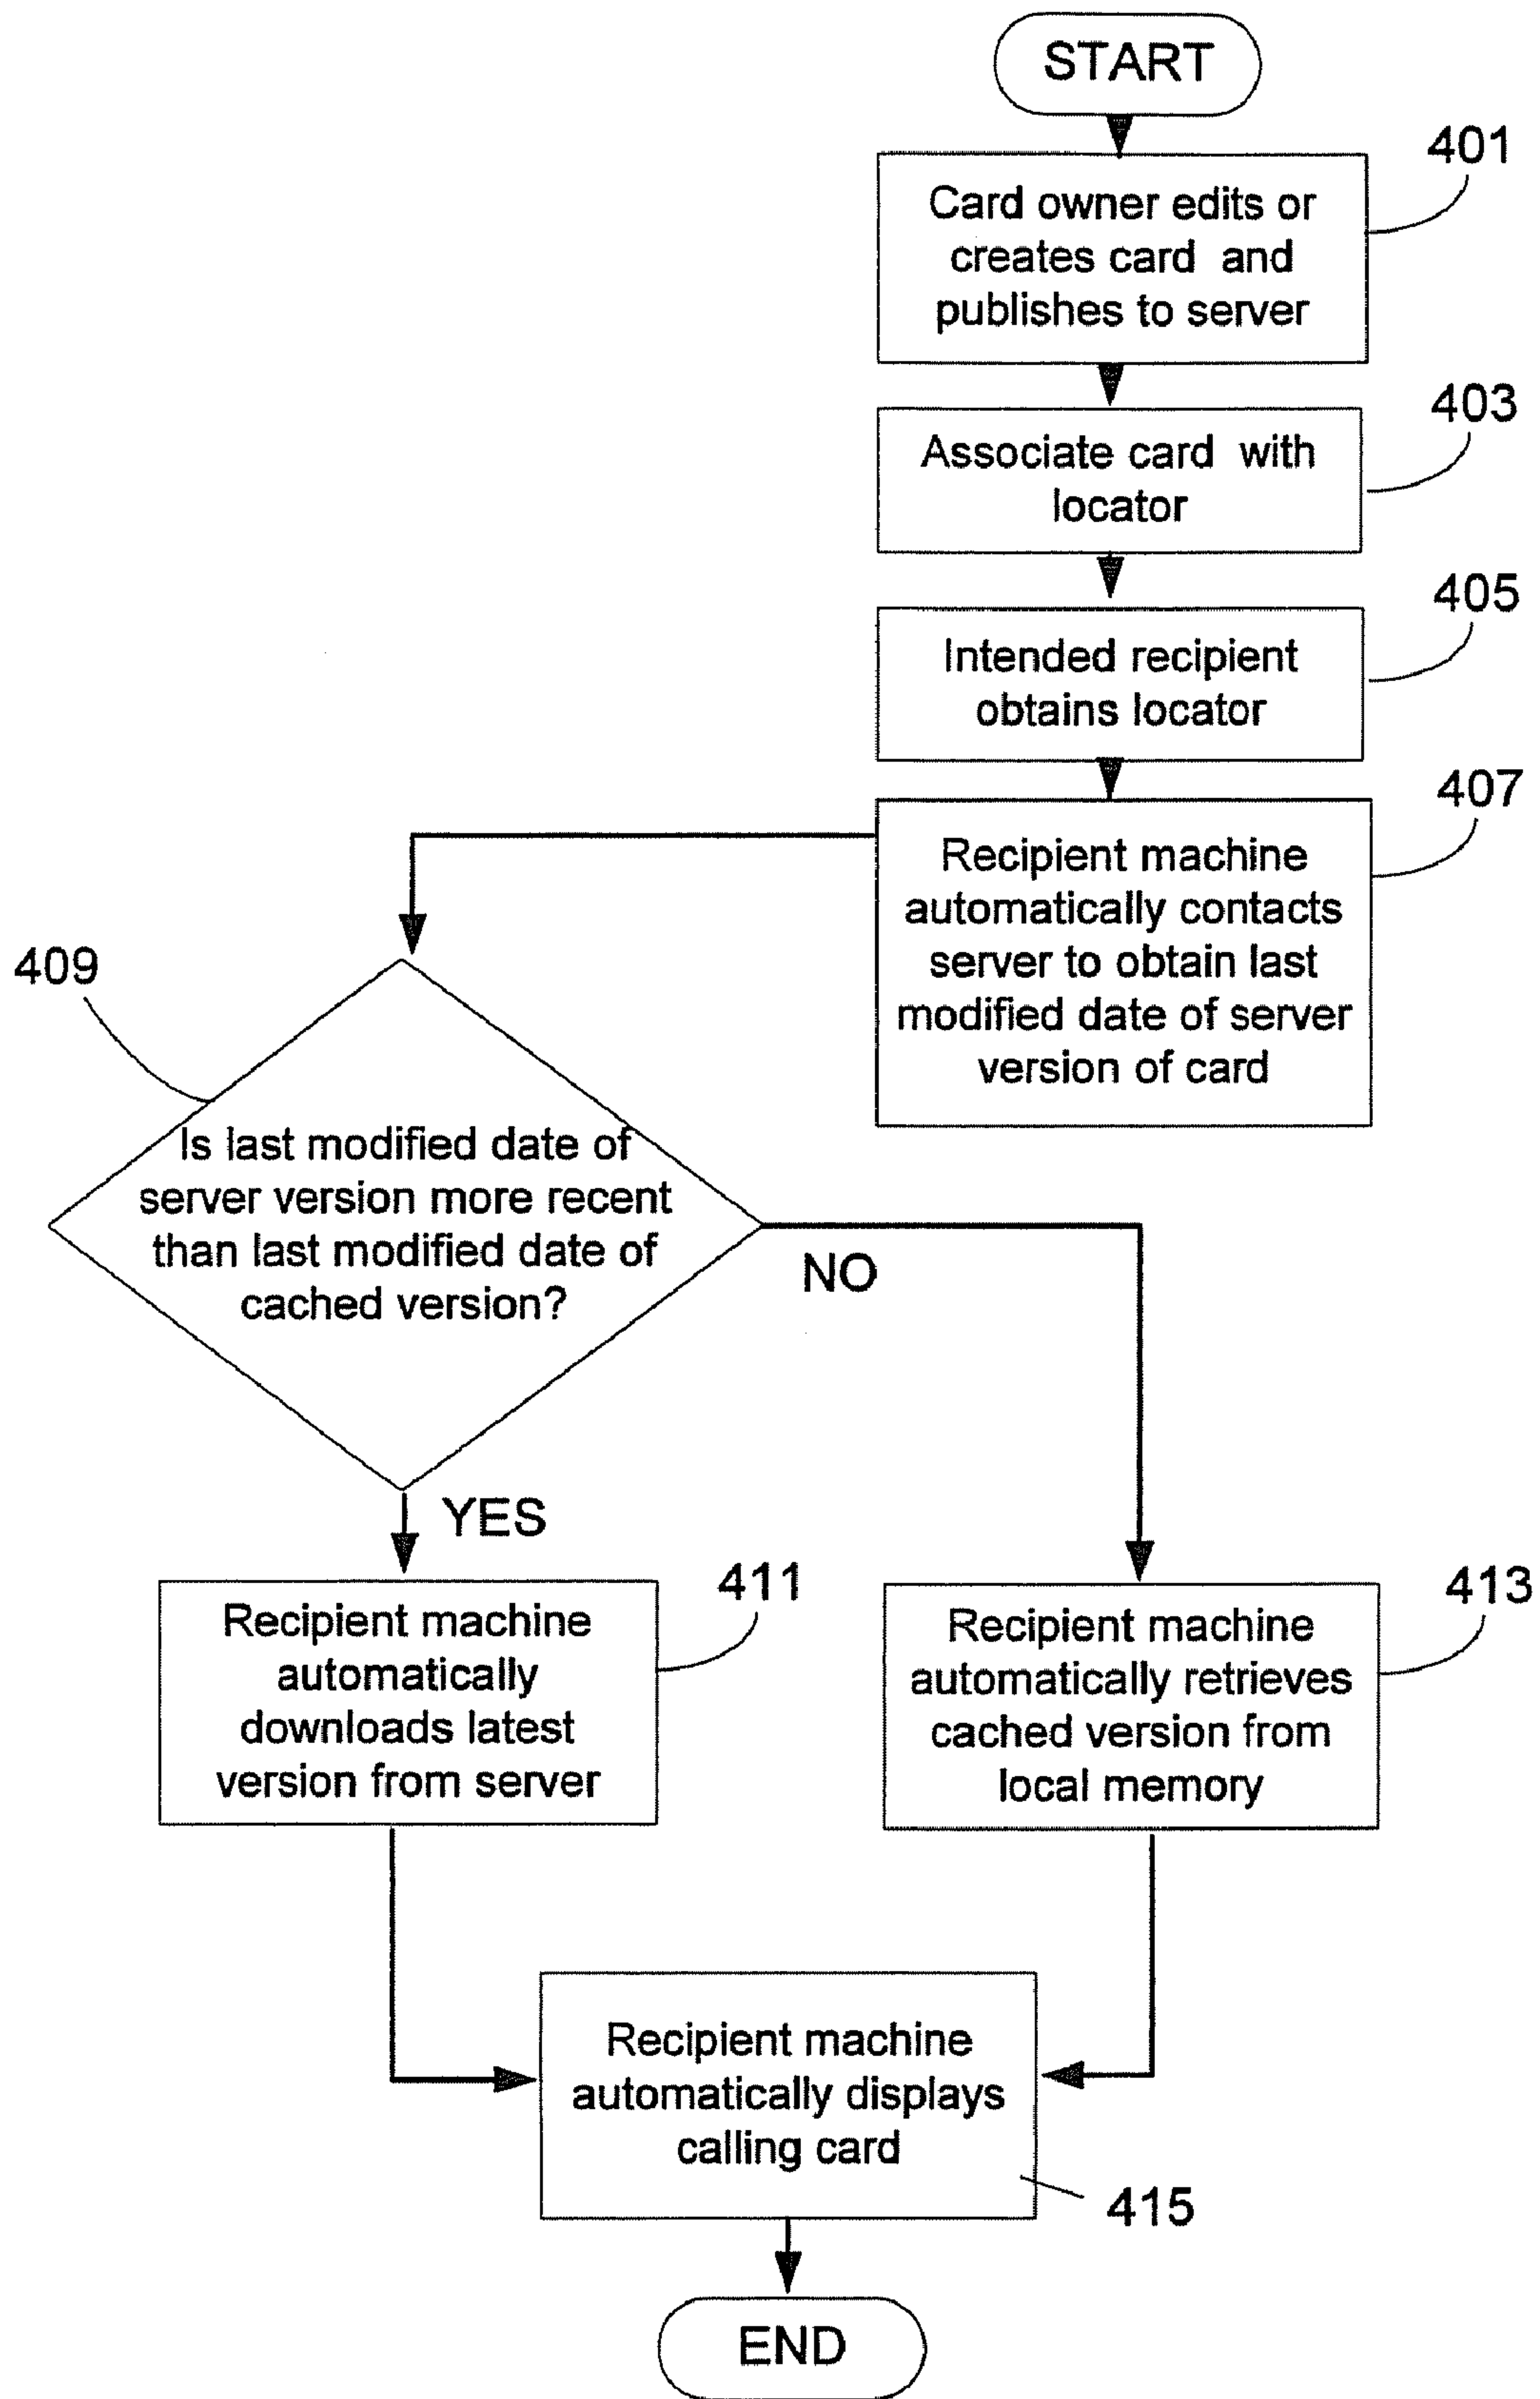 START
401
Card owner edits or
creates card and
publishes to server
403
Associate card with
locator
405
Intended recipient
obtains locator
407
Recipient machine
automatically contacts
server to obtain last
modified date of server
version of card
409
Is last modified date of
server version more recent
than last modified date of
cached version?
NO
YES
411
Recipient machine
automatically
downloads latest
version from server
413
Recipient machine
automatically retrieves
cached version from
local memory
Recipient machine
automatically displays
calling card
415
END